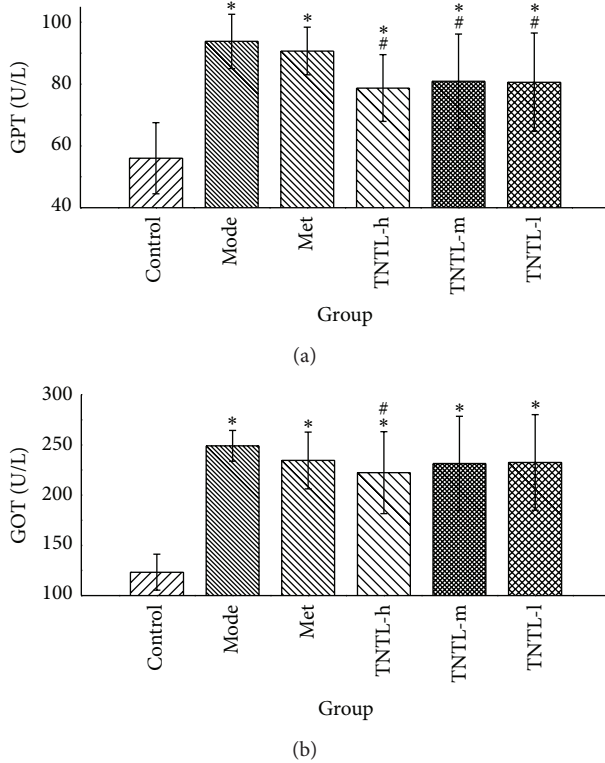 100
80
60
40
GPT (U/L)
*
*
*
#
*
#
*
#
Control
Mode
Met
TNTL-h
TNTL-m
TNTL-l
Group
(a)
300
250
200
150
100
GOT (U/L)
*
*
#
*
*
*
Control
Mode
Met
TNTL-h
TNTL-m
TNTL-l
Group
(b)